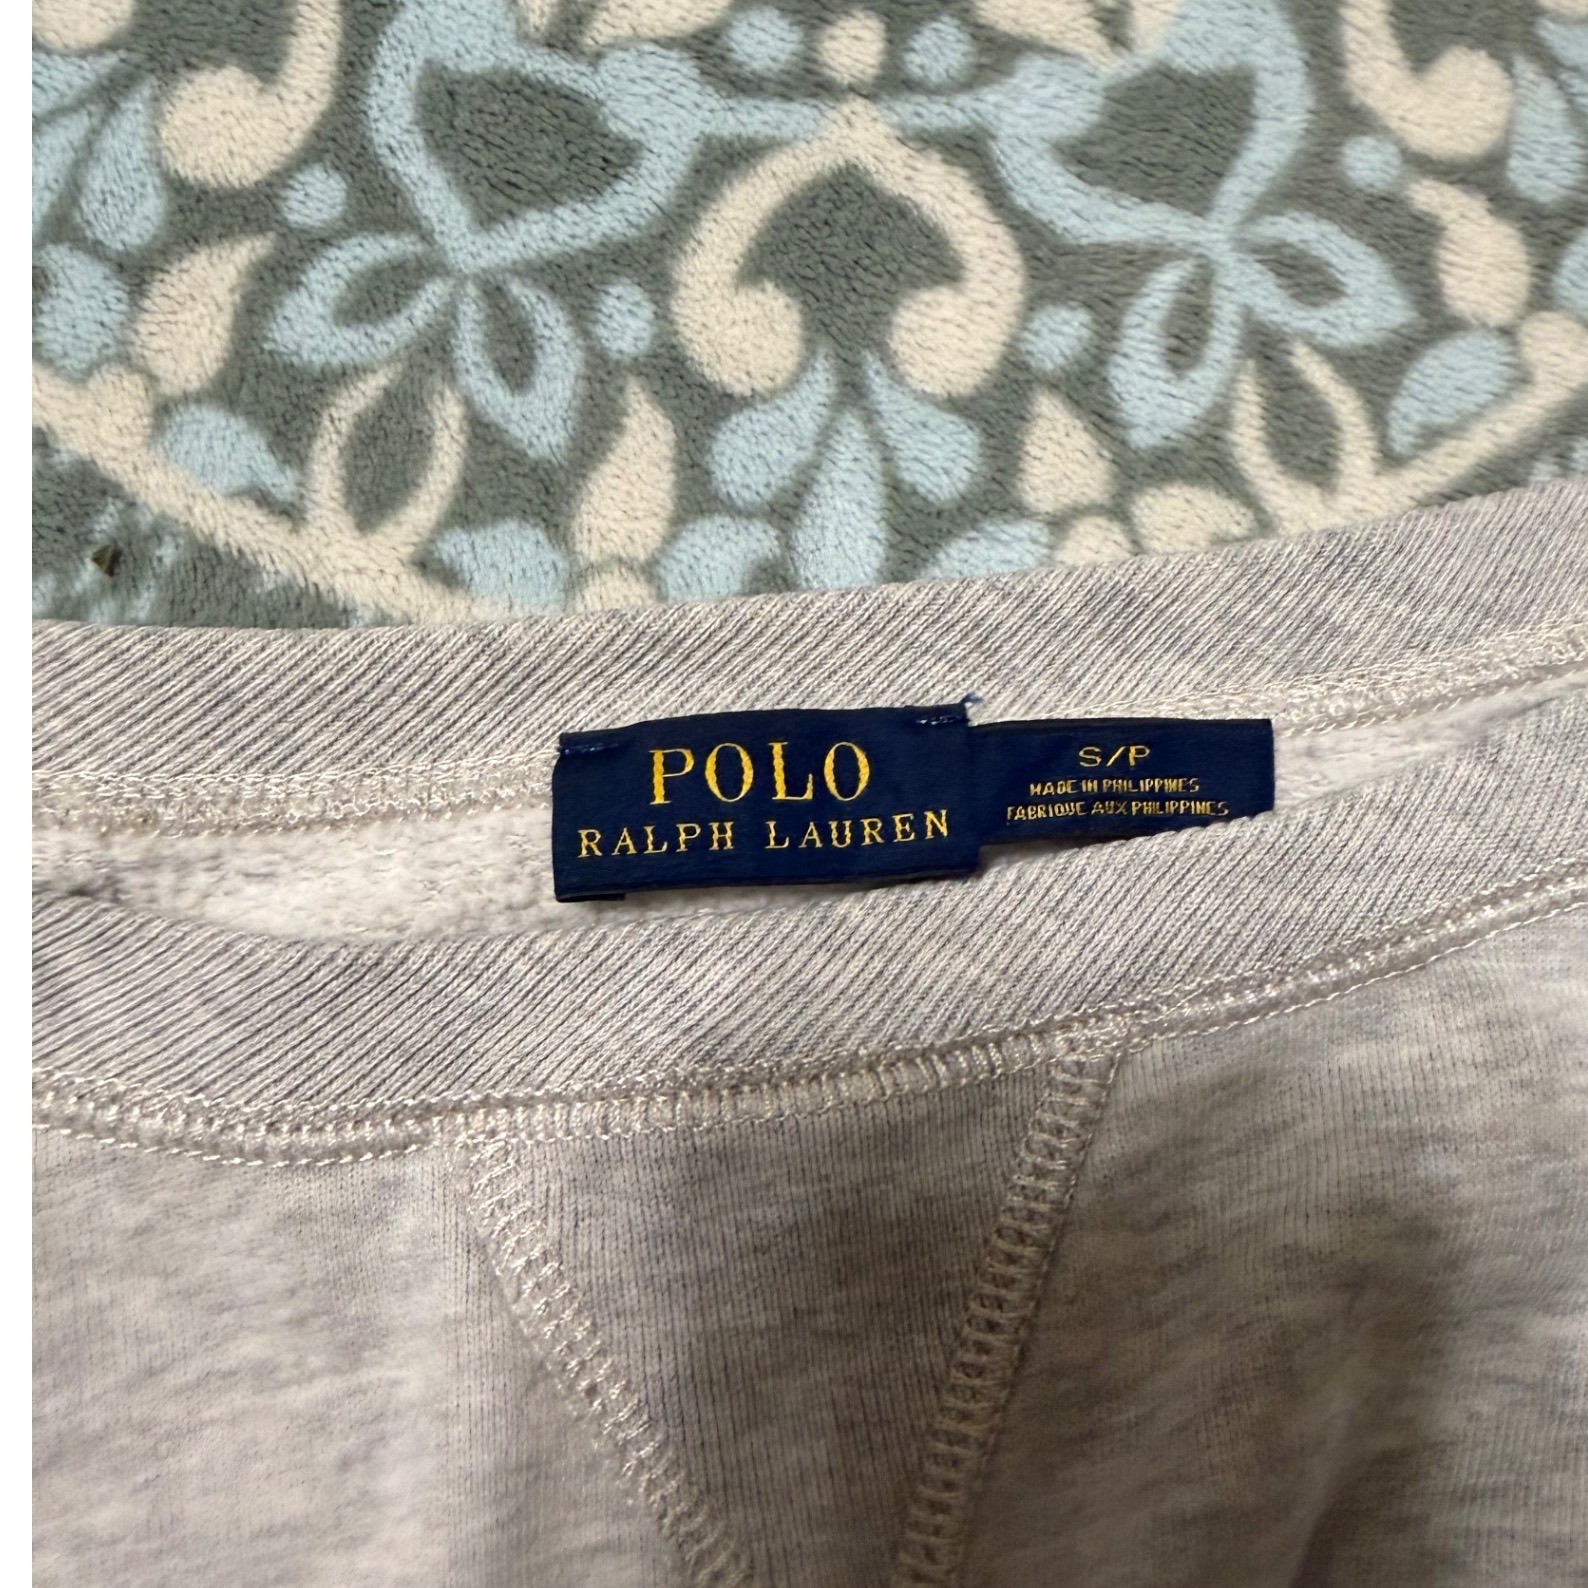 POLO
RALPH LAUREN
S/P
MADE IN PHILIPPINES
FABRIQUE AUX PHILIPPINES